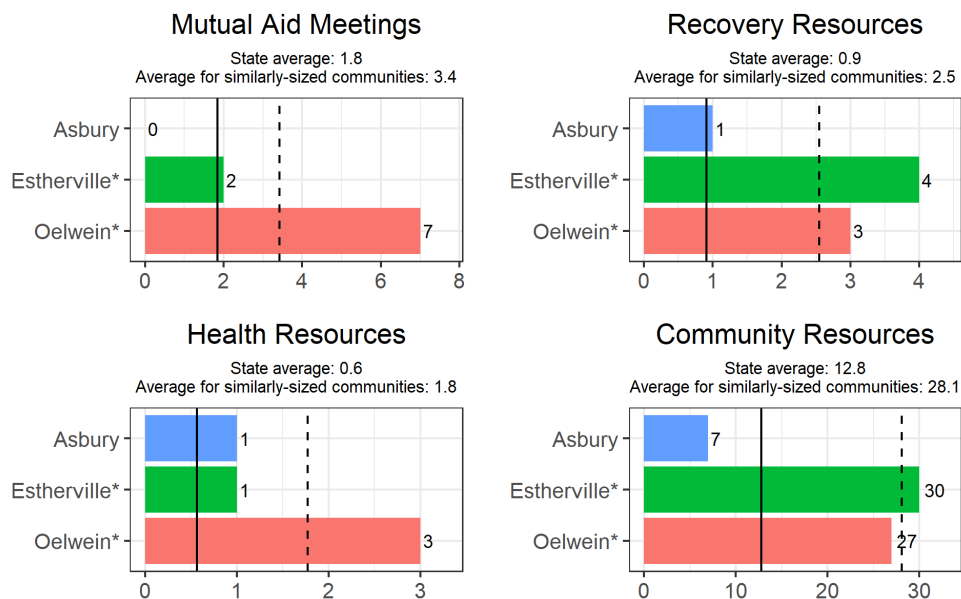 Mutual Aid Meetings
State average: 1.8
Average for similarly-sized communities: 3.4
Asbury
0
Estherville*
2
Oelwein*
7
0 2 4 6 8
Recovery Resources
State average: 0.9
Average for similarly-sized communities: 2.5
Asbury
1
Estherville*
4
Oelwein*
3
0 1 2 3 4
Health Resources
State average: 0.6
Average for similarly-sized communities: 1.8
Asbury
1
Estherville*
1
Oelwein*
3
0 1 2 3
Community Resources
State average: 12.8
Average for similarly-sized communities: 28.1
Asbury
7
Estherville*
30
Oelwein*
27
0 10 20 30